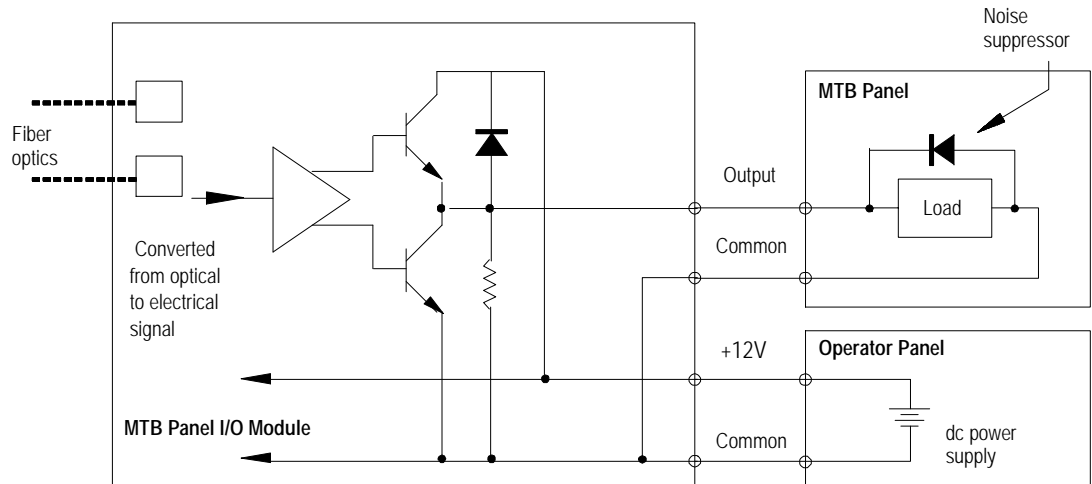 Noise
suppressor
MTB Panel
Fiber
optics
Output
Load
Common
Converted
from optical
to electrical
signal
+12V
Operator Panel
MTB Panel I/O Module
Common
dc power
supply